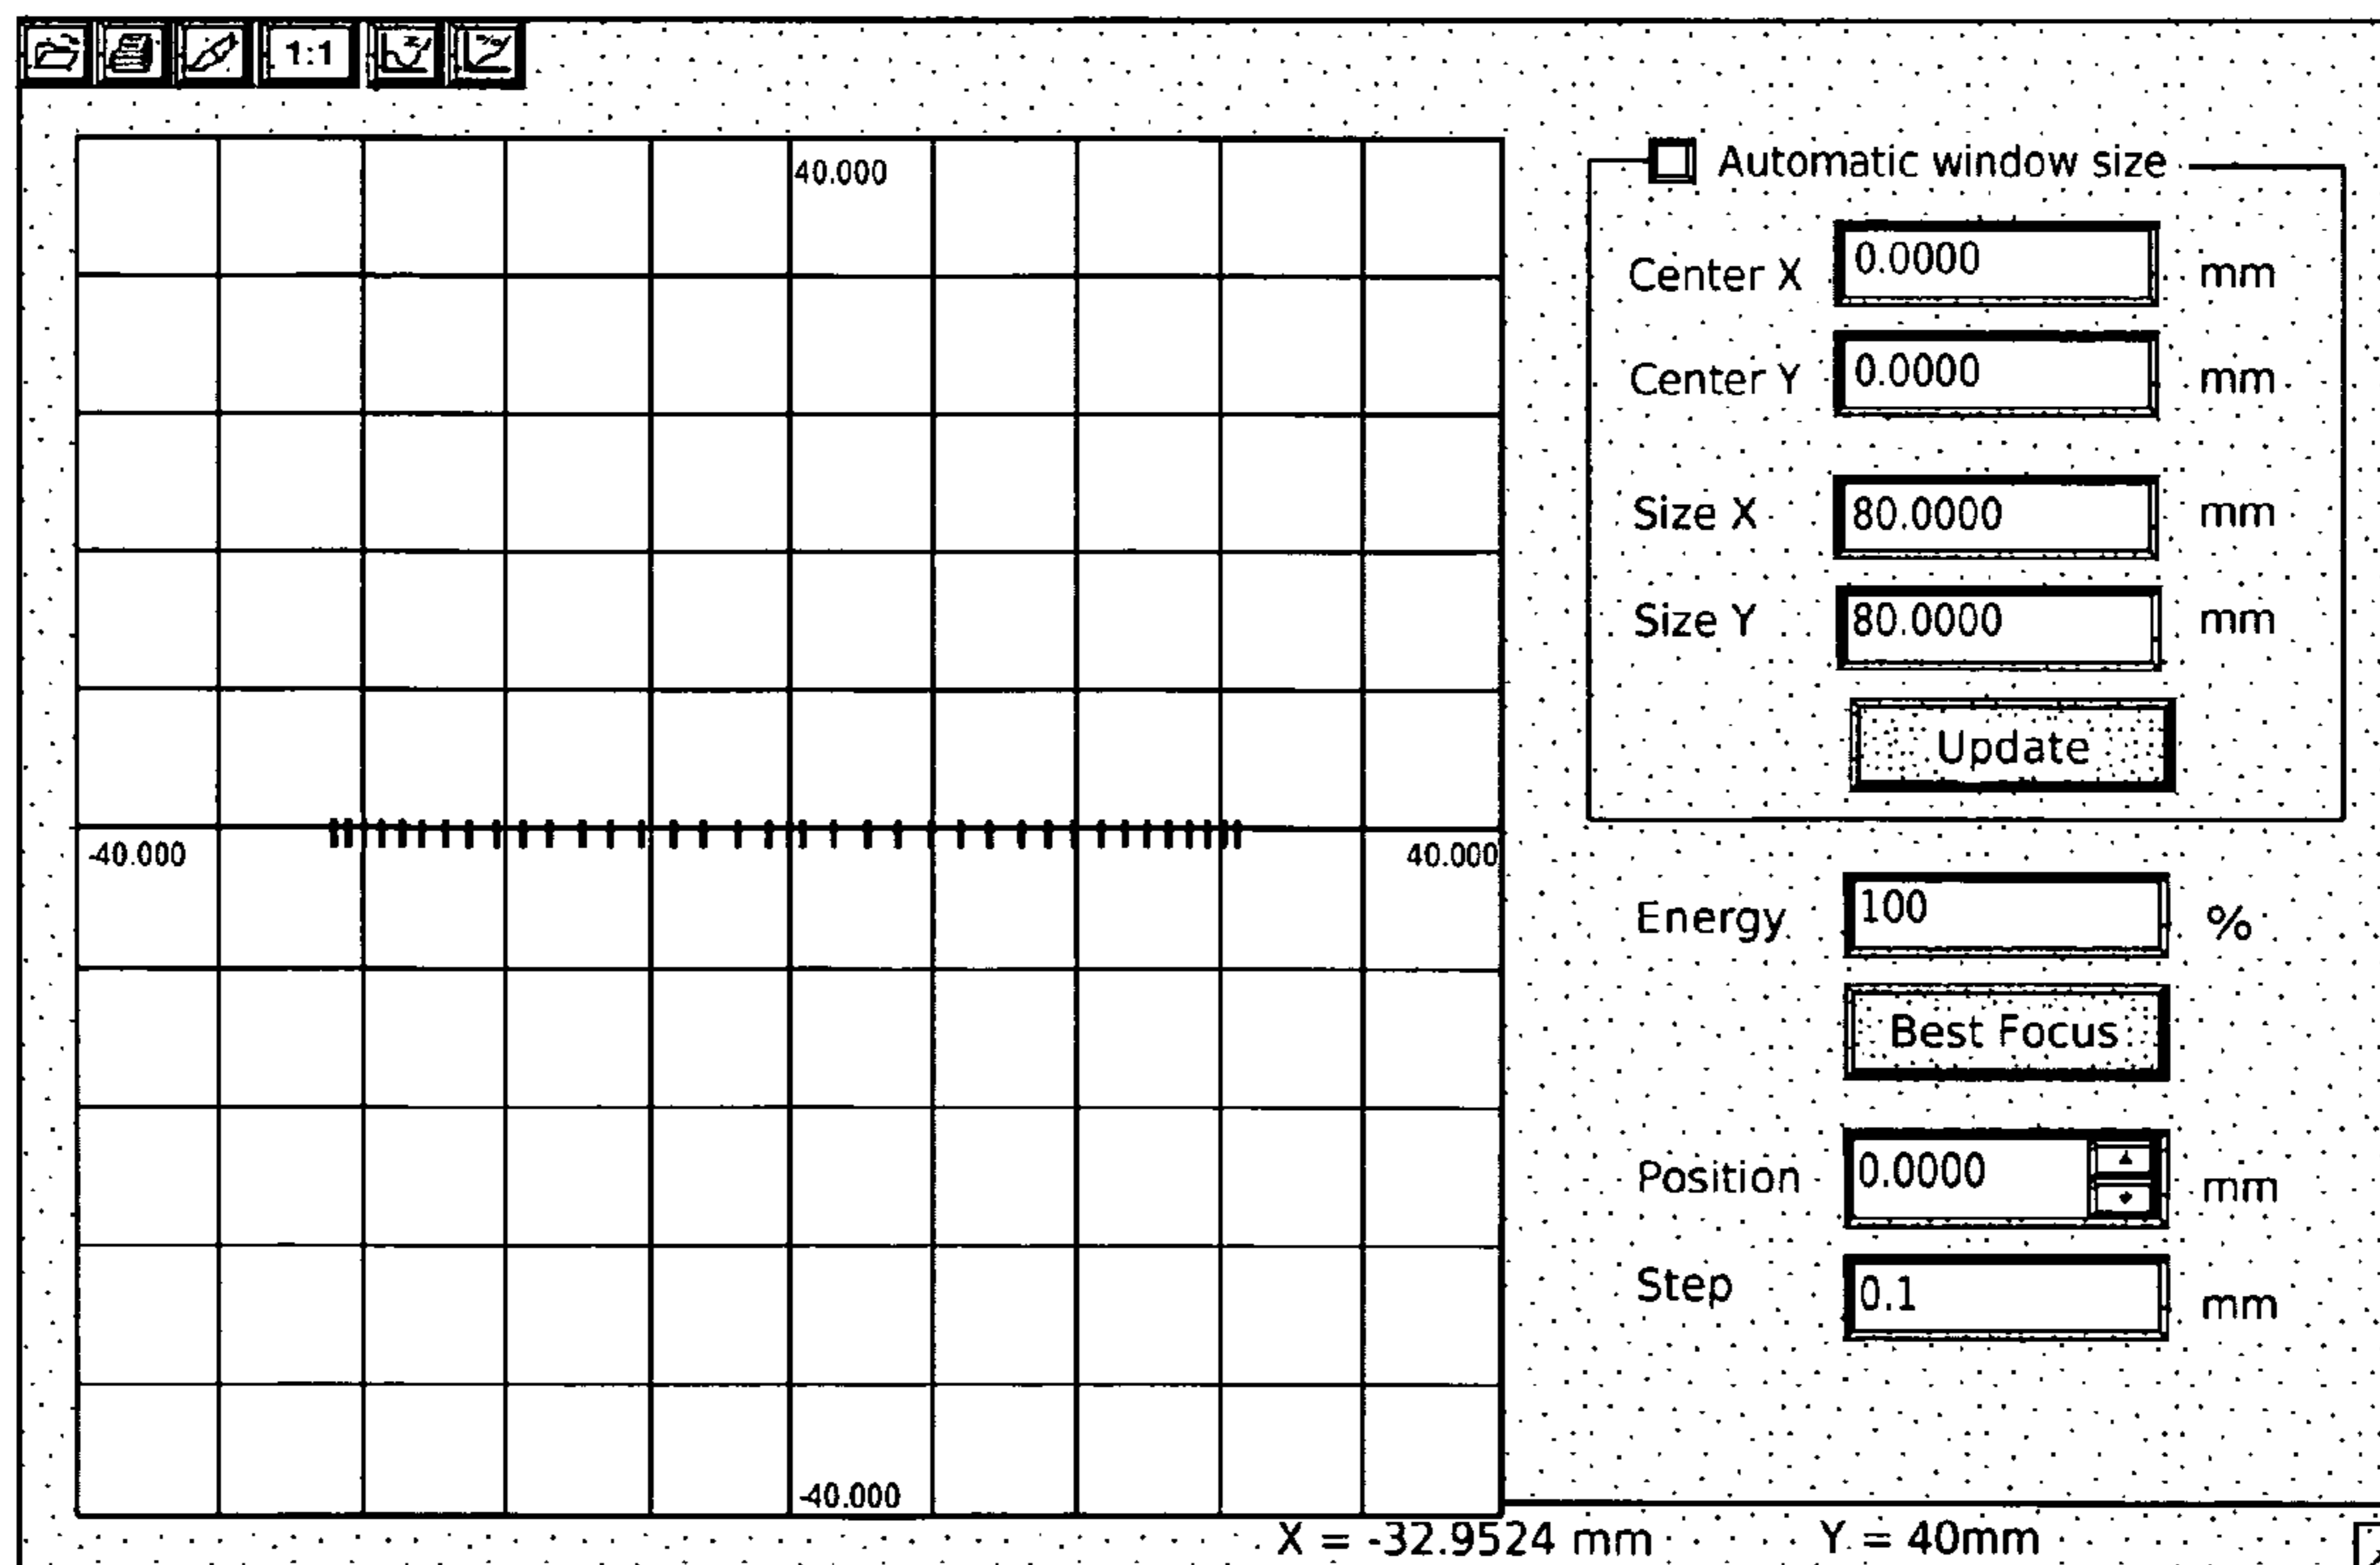 1:1
40.000
-40.000
40.000
-40.000
Automatic window size
Center X 0.0000 mm
Center Y 0.0000 mm
Size X 80.0000 mm
Size Y 80.0000 mm
Update
Energy 100 %
Best Focus
Position 0.0000 mm
Step 0.1 mm
X = -32.9524 mm Y = 40mm